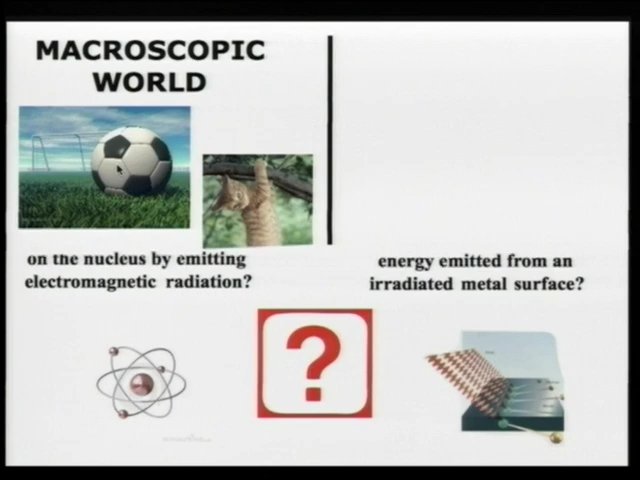 MACROSCOPIC
WORLD
on the nucleus by emitting
electromagnetic radiation?
energy emitted from an
irradiated metal surface?
?